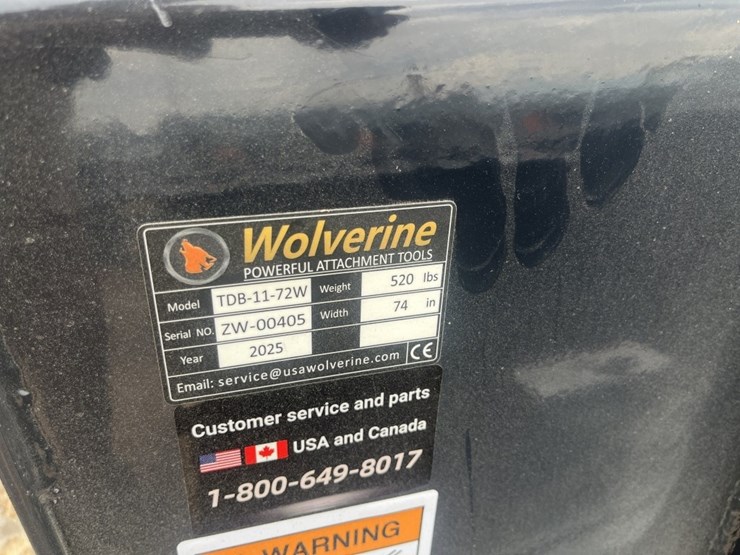 Wolverine
POWERFUL ATTACHMENT TOOLS
Model TDB-11-72W Weight 520 lbs
Serial NO. ZW-00405 Width 74 in
Year 2025
Email: service@usawolverine.com CE
Customer service and parts
USA and Canada
1-800-649-8017
WARNING